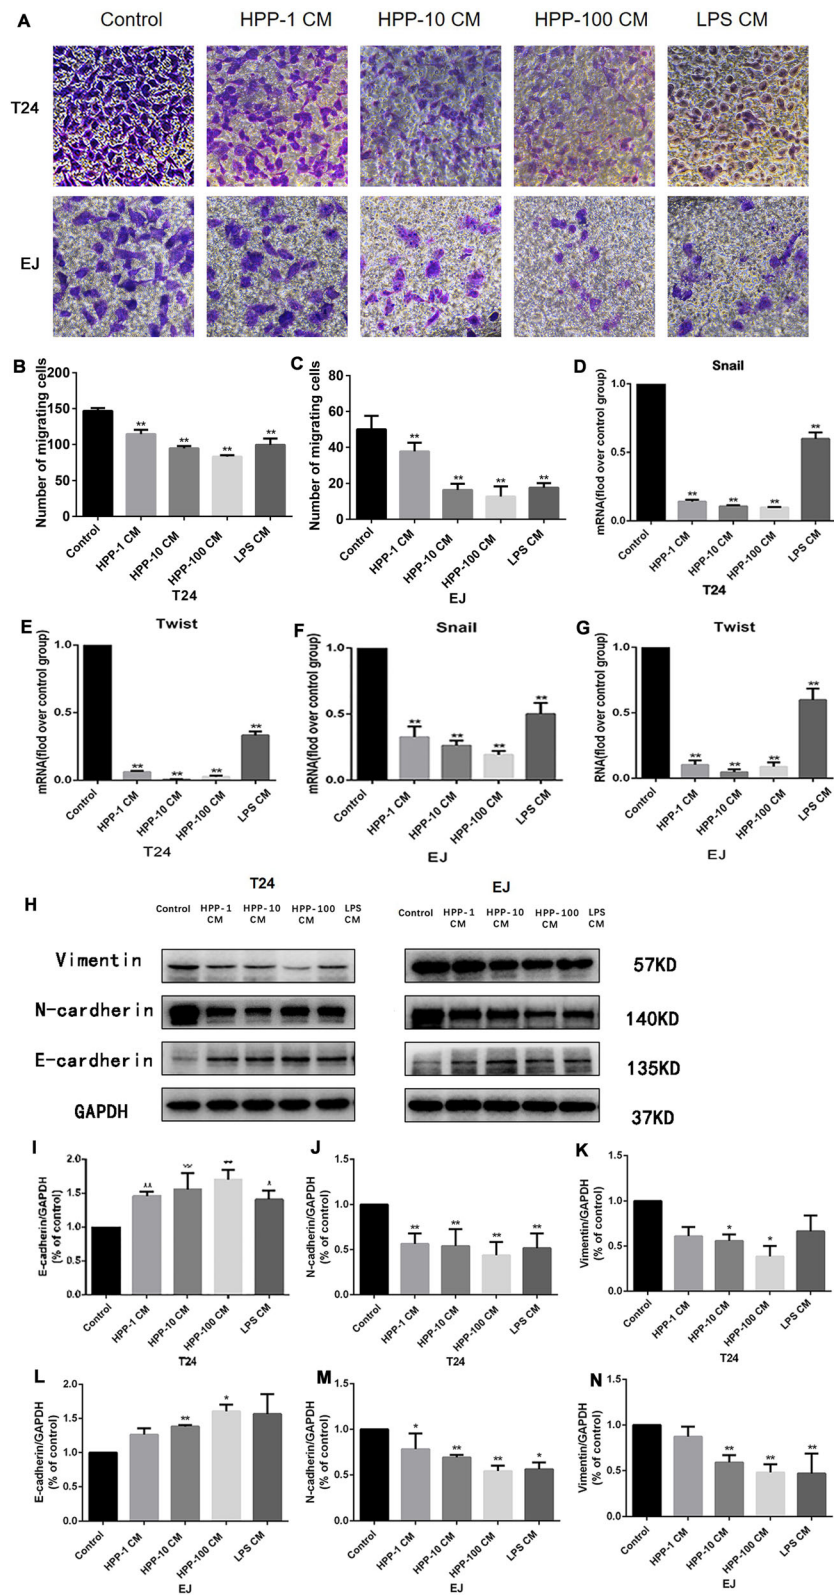 A Control HPP-1 CM HPP-10 CM HPP-100 CM LPS CM
T24
EJ
B
Number of migrating cells
200
150
100
50
0
** ** ** **
Control HPP-1 CM HPP-10 CM HPP-100 CM LPS CM
T24
C
Number of migrating cells
80
60
40
20
0
** ** ** **
Control HPP-1 CM HPP-10 CM HPP-100 CM LPS CM
EJ
D
Snail
mRNA(flod over control group)
1.0
0.5
0.0
** ** ** **
Control HPP-1 CM HPP-10 CM HPP-100 CM LPS CM
T24
E
Twist
mRNA(flod over control group)
1.0
0.5
0.0
** ** ** **
Control HPP-1 CM HPP-10 CM HPP-100 CM LPS CM
T24
F
Snail
mRNA(flod over control group)
1.0
0.5
0.0
** ** ** **
Control HPP-1 CM HPP-10 CM HPP-100 CM LPS CM
EJ
G
Twist
RNA(flod over control group)
1.0
0.5
0.0
** ** ** **
Control HPP-1 CM HPP-10 CM HPP-100 CM LPS CM
EJ
H
T24 EJ
Control HPP-1 CM HPP-10 CM HPP-100 CM LPS CM
Control HPP-1 CM HPP-10 CM HPP-100 CM LPS CM
Vimentin 57KD
N-cardherin 140KD
E-cardherin 135KD
GAPDH 37KD
I
E-cadherin/GAPDH
(% of control)
2.0
1.5
1.0
0.5
0.0
** ** ** *
Control HPP-1 CM HPP-10 CM HPP-100 CM LPS CM
T24
J
N-cadherin/GAPDH
(% of control)
1.5
1.0
0.5
0.0
** ** ** **
Control HPP-1 CM HPP-10 CM HPP-100 CM LPS CM
T24
K
Vimentin/GAPDH
(% of control)
1.5
1.0
0.5
0.0
* *
Control HPP-1 CM HPP-10 CM HPP-100 CM LPS CM
T24
L
E-cadherin/GAPDH
(% of control)
2.0
1.5
1.0
0.5
0.0
** *
Control HPP-1 CM HPP-10 CM HPP-100 CM LPS CM
EJ
M
N-cadherin/GAPDH
(% of control)
1.5
1.0
0.5
0.0
* ** ** *
Control HPP-1 CM HPP-10 CM HPP-100 CM LPS CM
EJ
N
Vimentin/GAPDH
(% of control)
1.5
1.0
0.5
0.0
** ** **
Control HPP-1 CM HPP-10 CM HPP-100 CM LPS CM
EJ